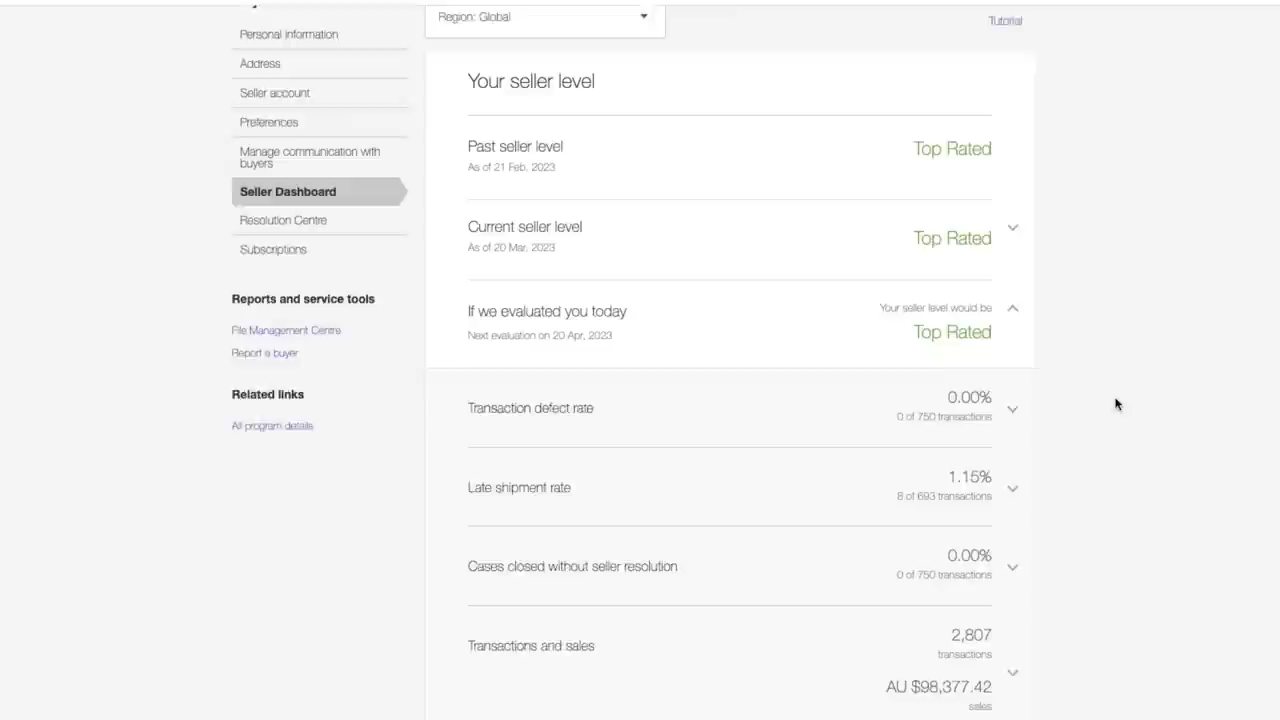 Region: Global
Tutorial
Personal information
Address
Seller account
Preferences
Manage communication with
buyers
Seller Dashboard
Resolution Centre
Subscriptions
Reports and service tools
File Management Centre
Report a buyer
Related links
All program details
Your seller level
Past seller level
Top Rated
As of 21 Feb, 2023
Current seller level
Top Rated
As of 20 Mar, 2023
If we evaluated you today
Your seller level would be
Top Rated
Next evaluation on 20 Apr, 2023
Transaction defect rate
0.00%
0 of 750 transactions
Late shipment rate
1.15%
8 of 693 transactions
Cases closed without seller resolution
0.00%
0 of 750 transactions
Transactions and sales
2,807
transactions
AU $98,377.42
sales